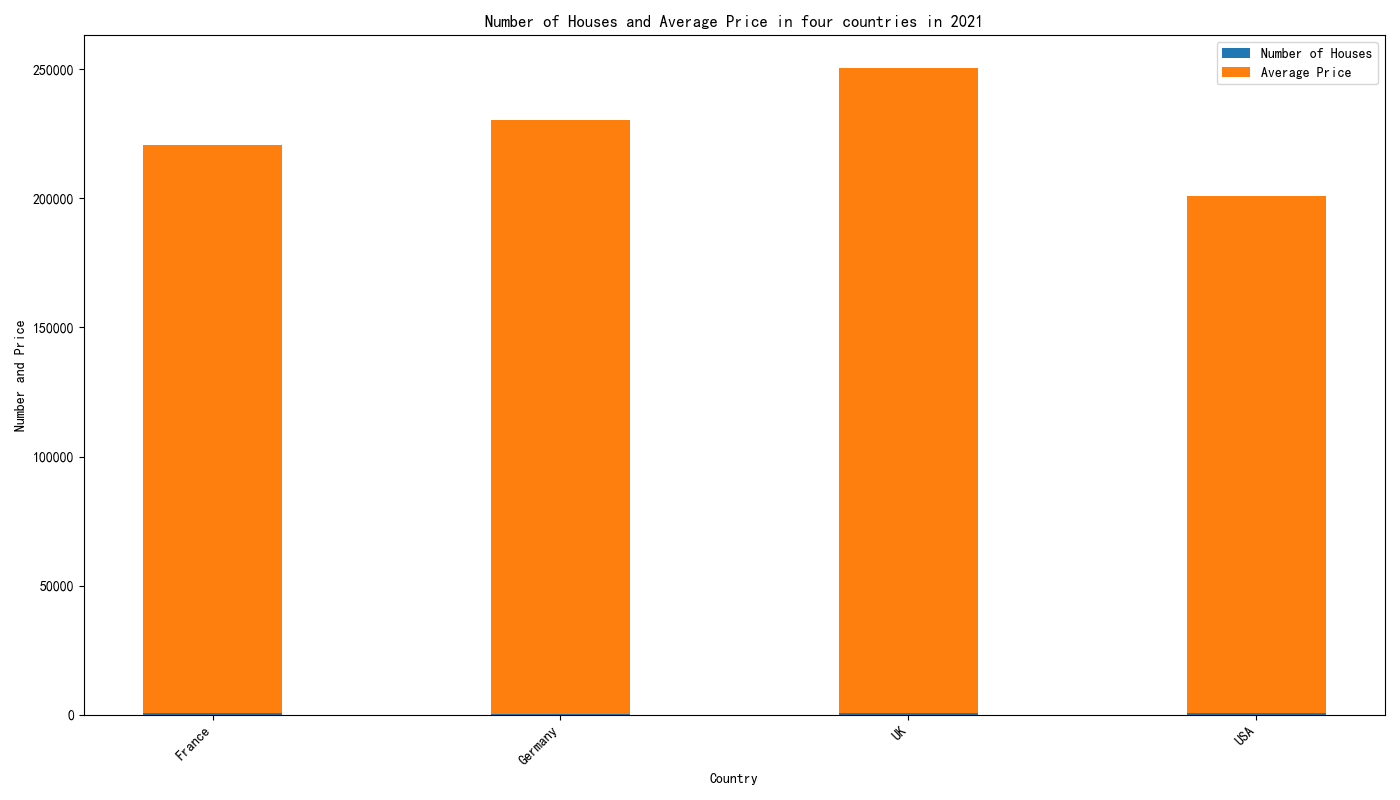 Number of Houses and Average Price in four countries in 2021
Number of Houses
Average Price
250000
200000
150000
100000
50000
0
Number and Price
France
Germany
UK
USA
Country